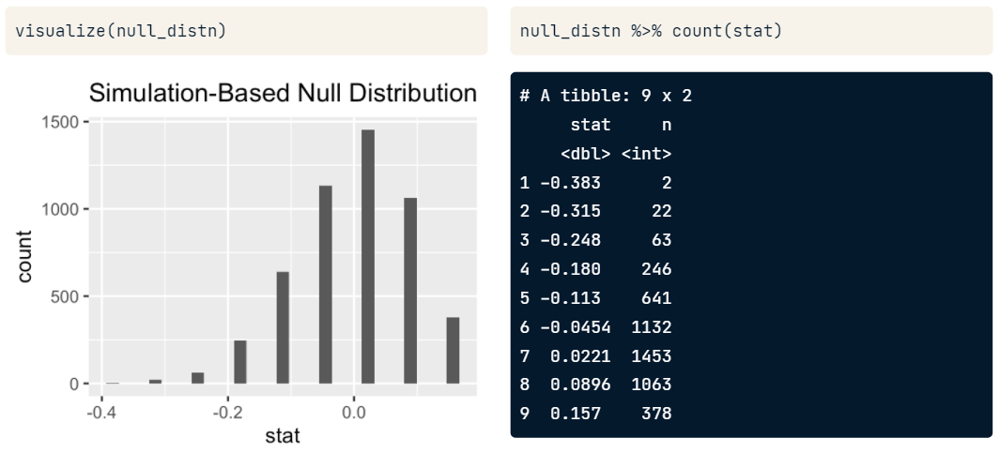 visualize(null_distn)
Simulation-Based Null Distribution
1500
1000
500
0
count
-0.4
-0.2
0.0
stat
null_distn %>% count(stat)
# A tibble: 9 x 2
stat n
<dbl> <int>
1 -0.383 2
2 -0.315 22
3 -0.248 63
4 -0.180 246
5 -0.113 641
6 -0.0454 1132
7 0.0221 1453
8 0.0896 1063
9 0.157 378